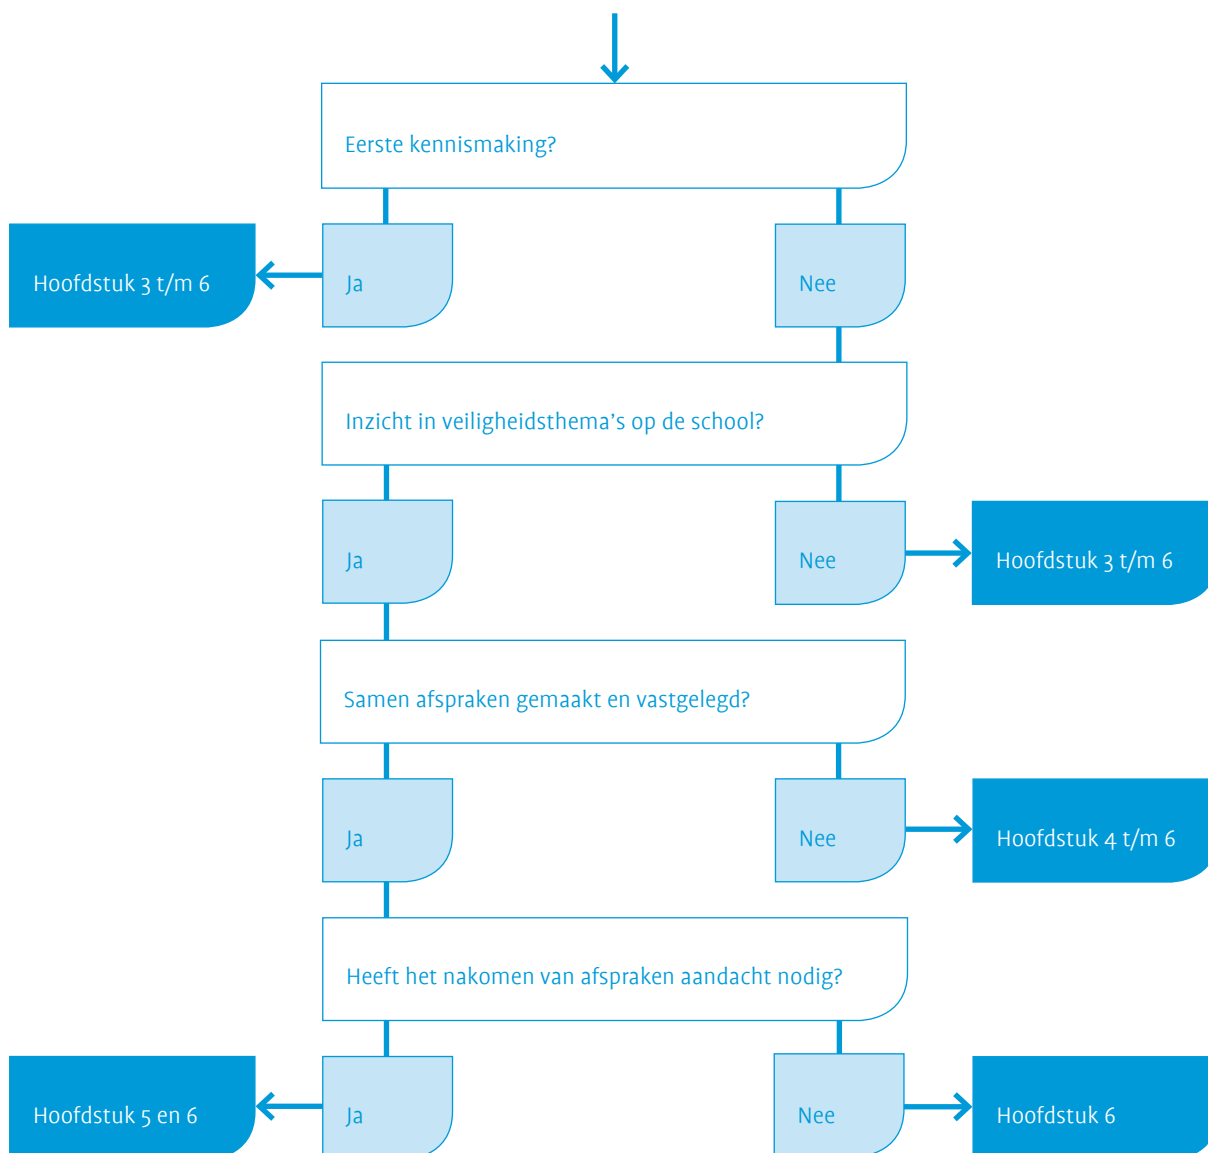 Eerste kennismaking?
Hoofdstuk 3 t/m 6
Ja
Nee
Inzicht in veiligheidsthema’s op de school?
Ja
Nee
Hoofdstuk 3 t/m 6
Samen afspraken gemaakt en vastgelegd?
Ja
Nee
Hoofdstuk 4 t/m 6
Heeft het nakomen van afspraken aandacht nodig?
Hoofdstuk 5 en 6
Ja
Nee
Hoofdstuk 6